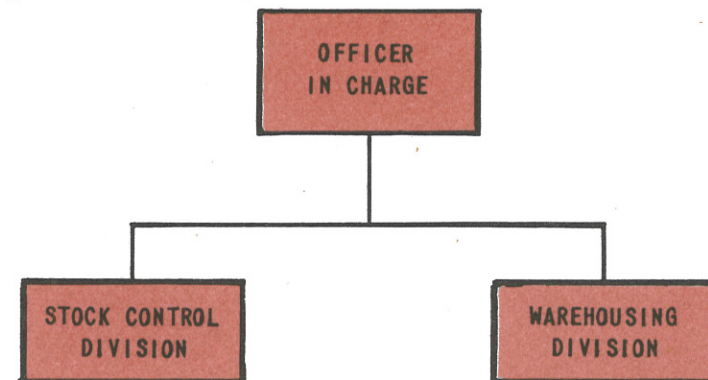 OFFICER
IN CHARGE
STOCK CONTROL
DIVISION
WAREHOUSING
DIVISION